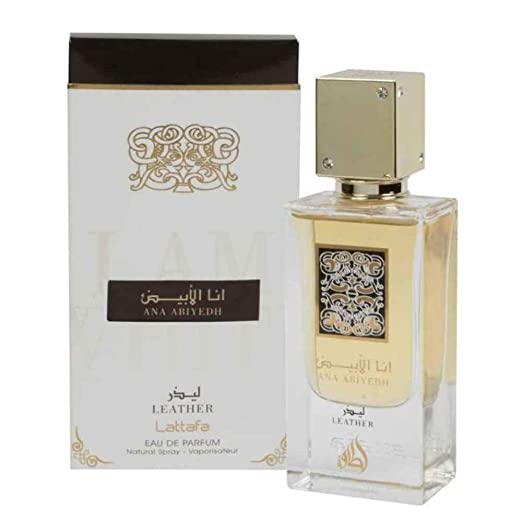 I AM
انا الأبيض
ANA ABIYEDH
ليذر
LEATHER
Lattafa
EAU DE PARFUM
Natural Spray - Vaporisateur
انا الأبيض
ANA ABIYEDH
ليذر
LEATHER